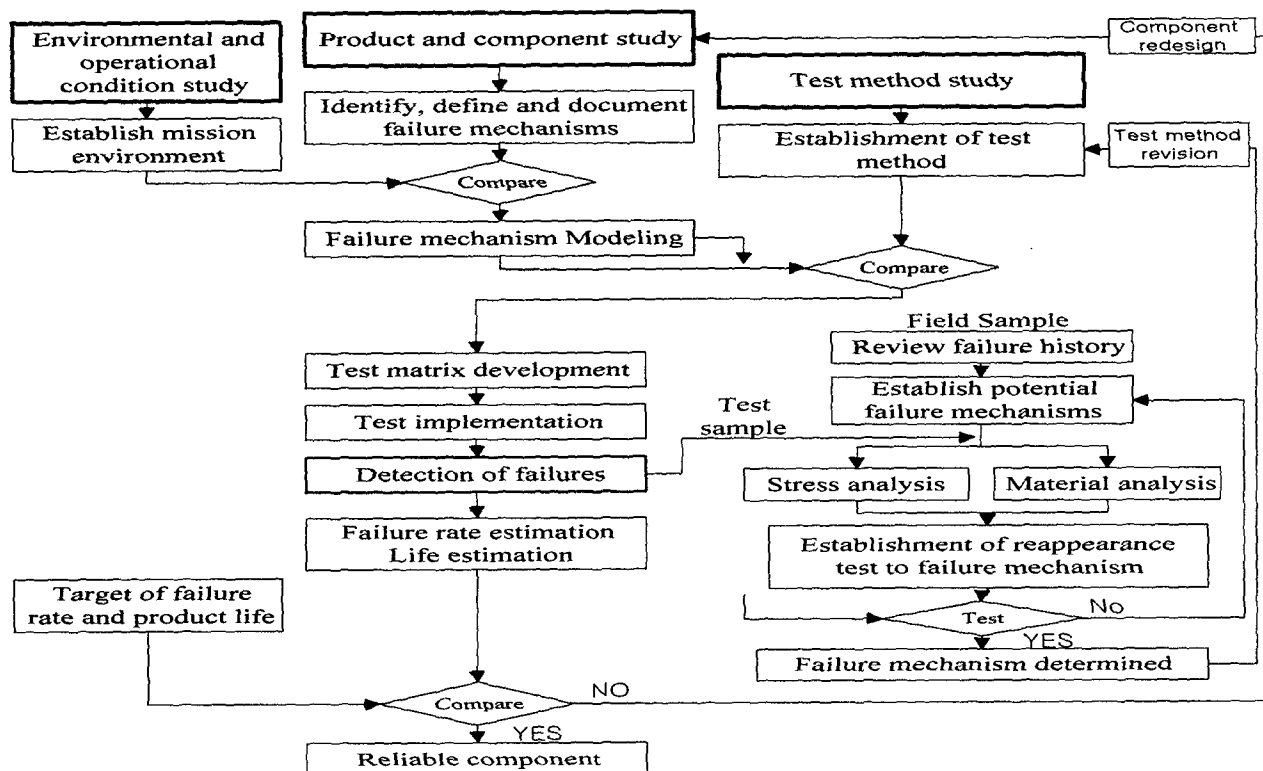 Environmental and
operational
condition study
Product and component study
Component
redesign
Test method study
Establish mission
environment
Identify, define and document
failure mechanisms
Establishment of test
method
Test method
revision
Compare
Failure mechanism Modeling
Compare
Field Sample
Review failure history
Test matrix development
Establish potential
failure mechanisms
Test implementation
Test
sample
Detection of failures
Stress analysis
Material analysis
Failure rate estimation
Life estimation
Establishment of reappearance
test to failure mechanism
Target of failure
rate and product life
Test
No
YES
Failure mechanism determined
Compare
NO
YES
Reliable component